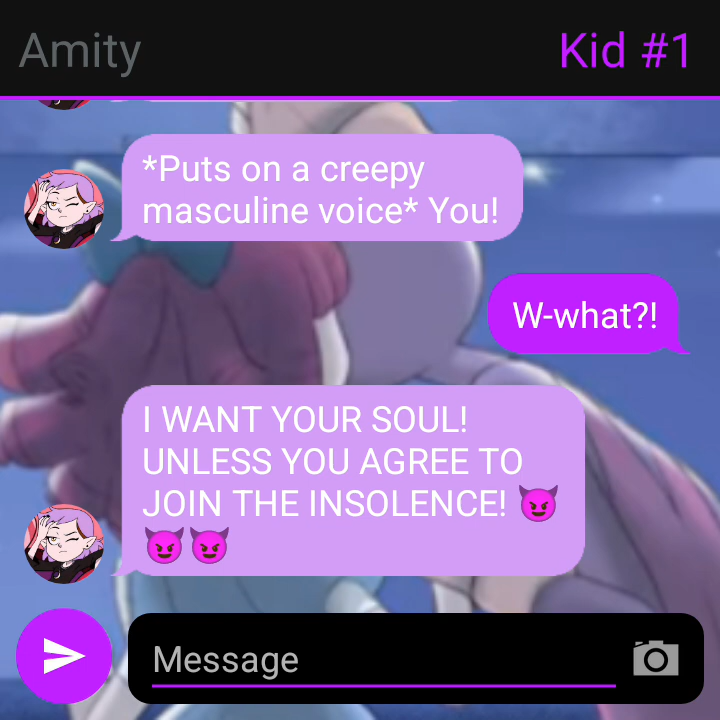 Amity
Kid #1
*Puts on a creepy
masculine voice* You!
W-what?!
I WANT YOUR SOUL!
UNLESS YOU AGREE TO
JOIN THE INSOLENCE! 😈
😈😈
Message